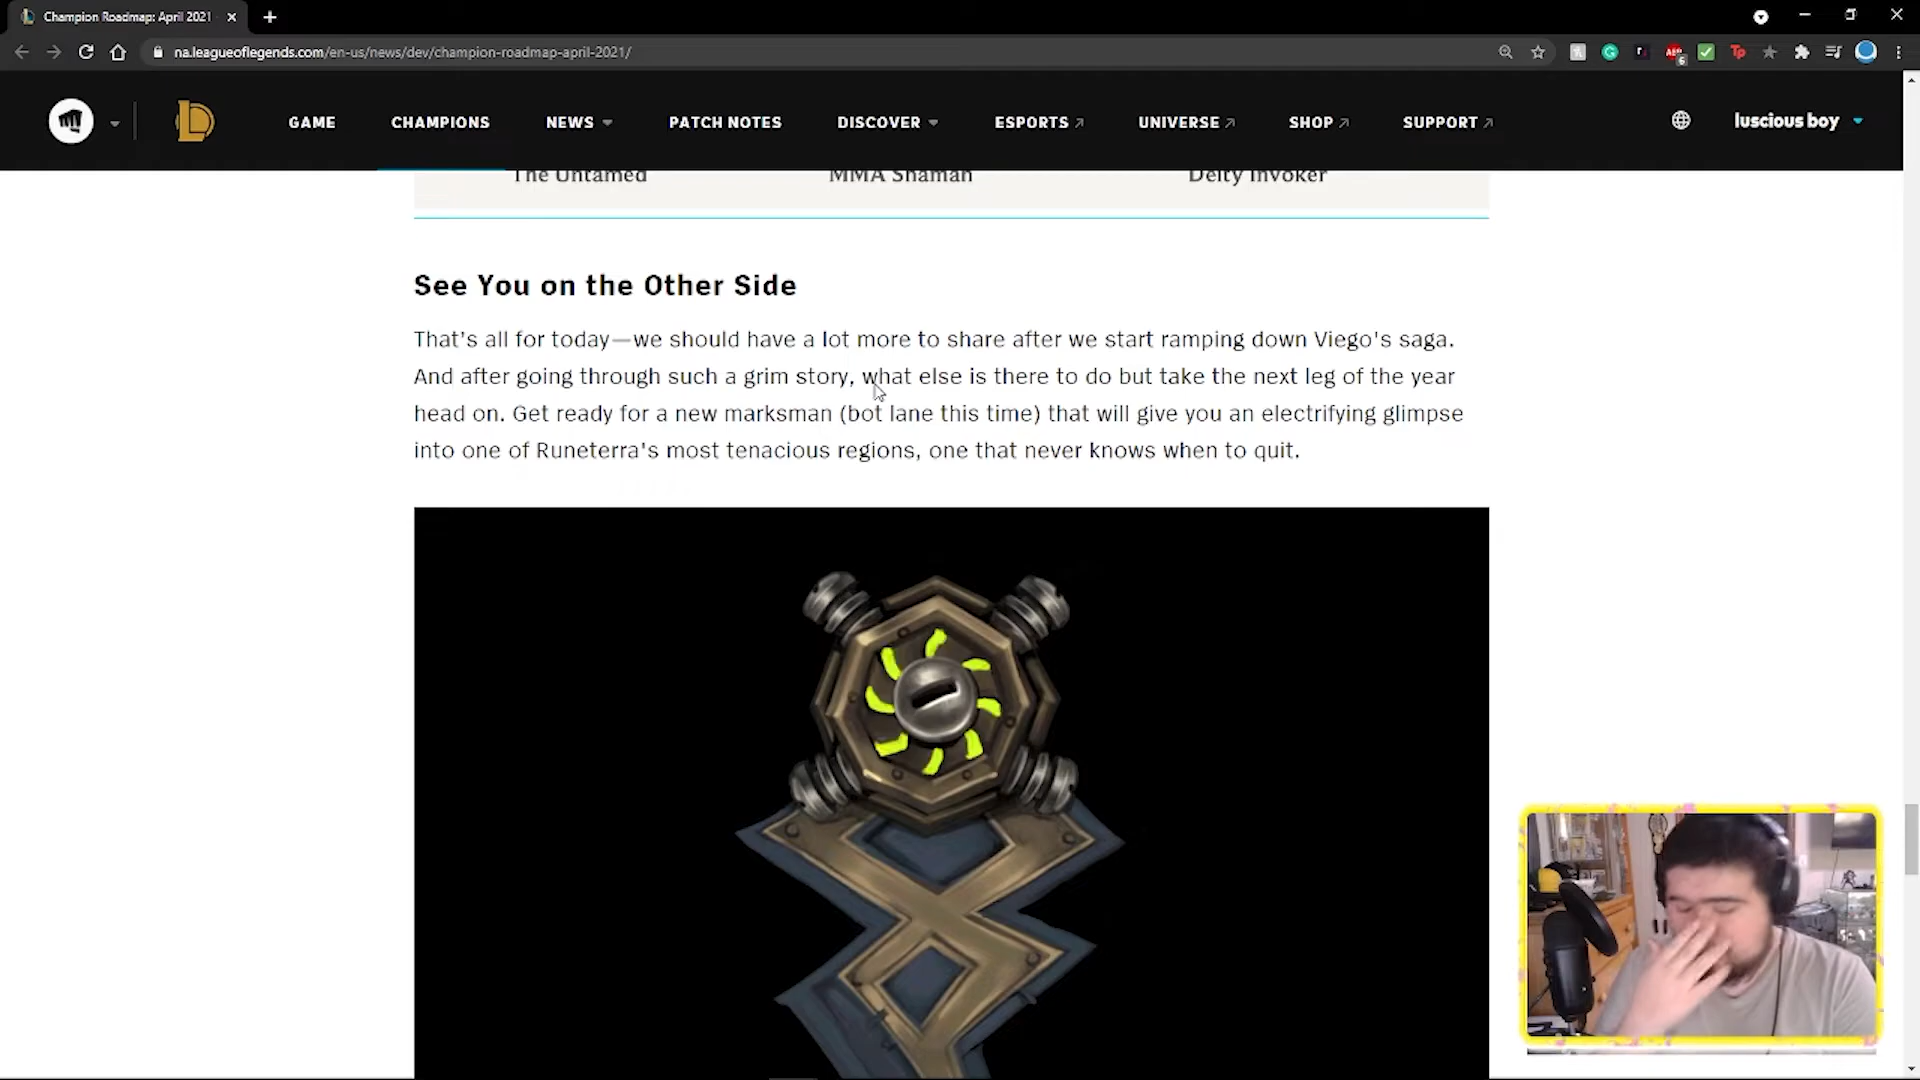 Champion Roadmap: April 2021
na.leagueoflegends.com/en-us/news/dev/champion-roadmap-april-2021/
6
Tp
GAME
CHAMPIONS
NEWS
PATCH NOTES
DISCOVER
ESPORTS
UNIVERSE
SHOP
SUPPORT
luscious boy
The Untamed
MMA Shaman
Deity Invoker
See You on the Other Side
That's all for today—we should have a lot more to share after we start ramping down Viego's saga.
And after going through such a grim story, what else is there to do but take the next leg of the year
head on. Get ready for a new marksman (bot lane this time) that will give you an electrifying glimpse
into one of Runeterra's most tenacious regions, one that never knows when to quit.